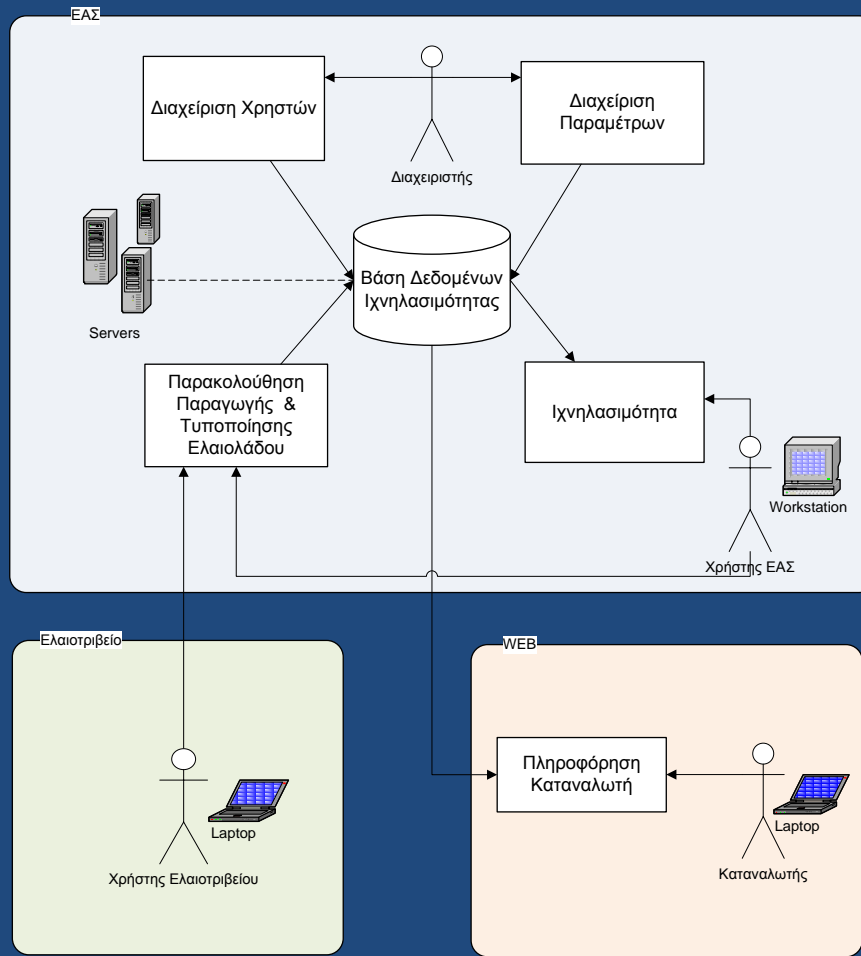 ΕΑΣ
Διαχείριση Χρηστών
Διαχείριση
Παραμέτρων
Διαχειριστής
Servers
Βάση Δεδομένων
Ιχνηλασιμότητας
Παρακολούθηση
Παραγωγής &
Τυποποίησης
Ελαιολάδου
Ιχνηλασιμότητα
Workstation
Χρήστης ΕΑΣ
Ελαιοτριβείο
WEB
Πληροφόρηση
Καταναλωτή
Laptop
Χρήστης Ελαιοτριβείου
Laptop
Καταναλωτής